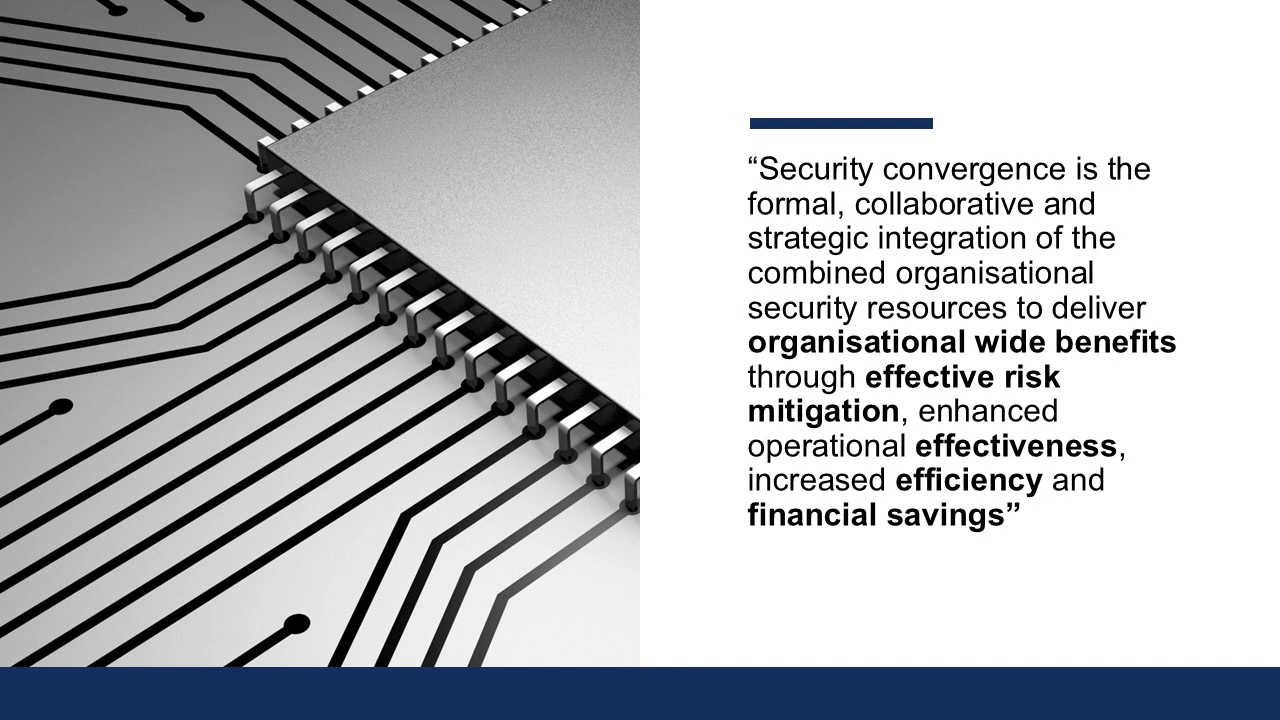 “Security convergence is the
formal, collaborative and
strategic integration of the
combined organisational
security resources to deliver
organisational wide benefits
through effective risk
mitigation, enhanced
operational effectiveness,
increased efficiency and
financial savings”